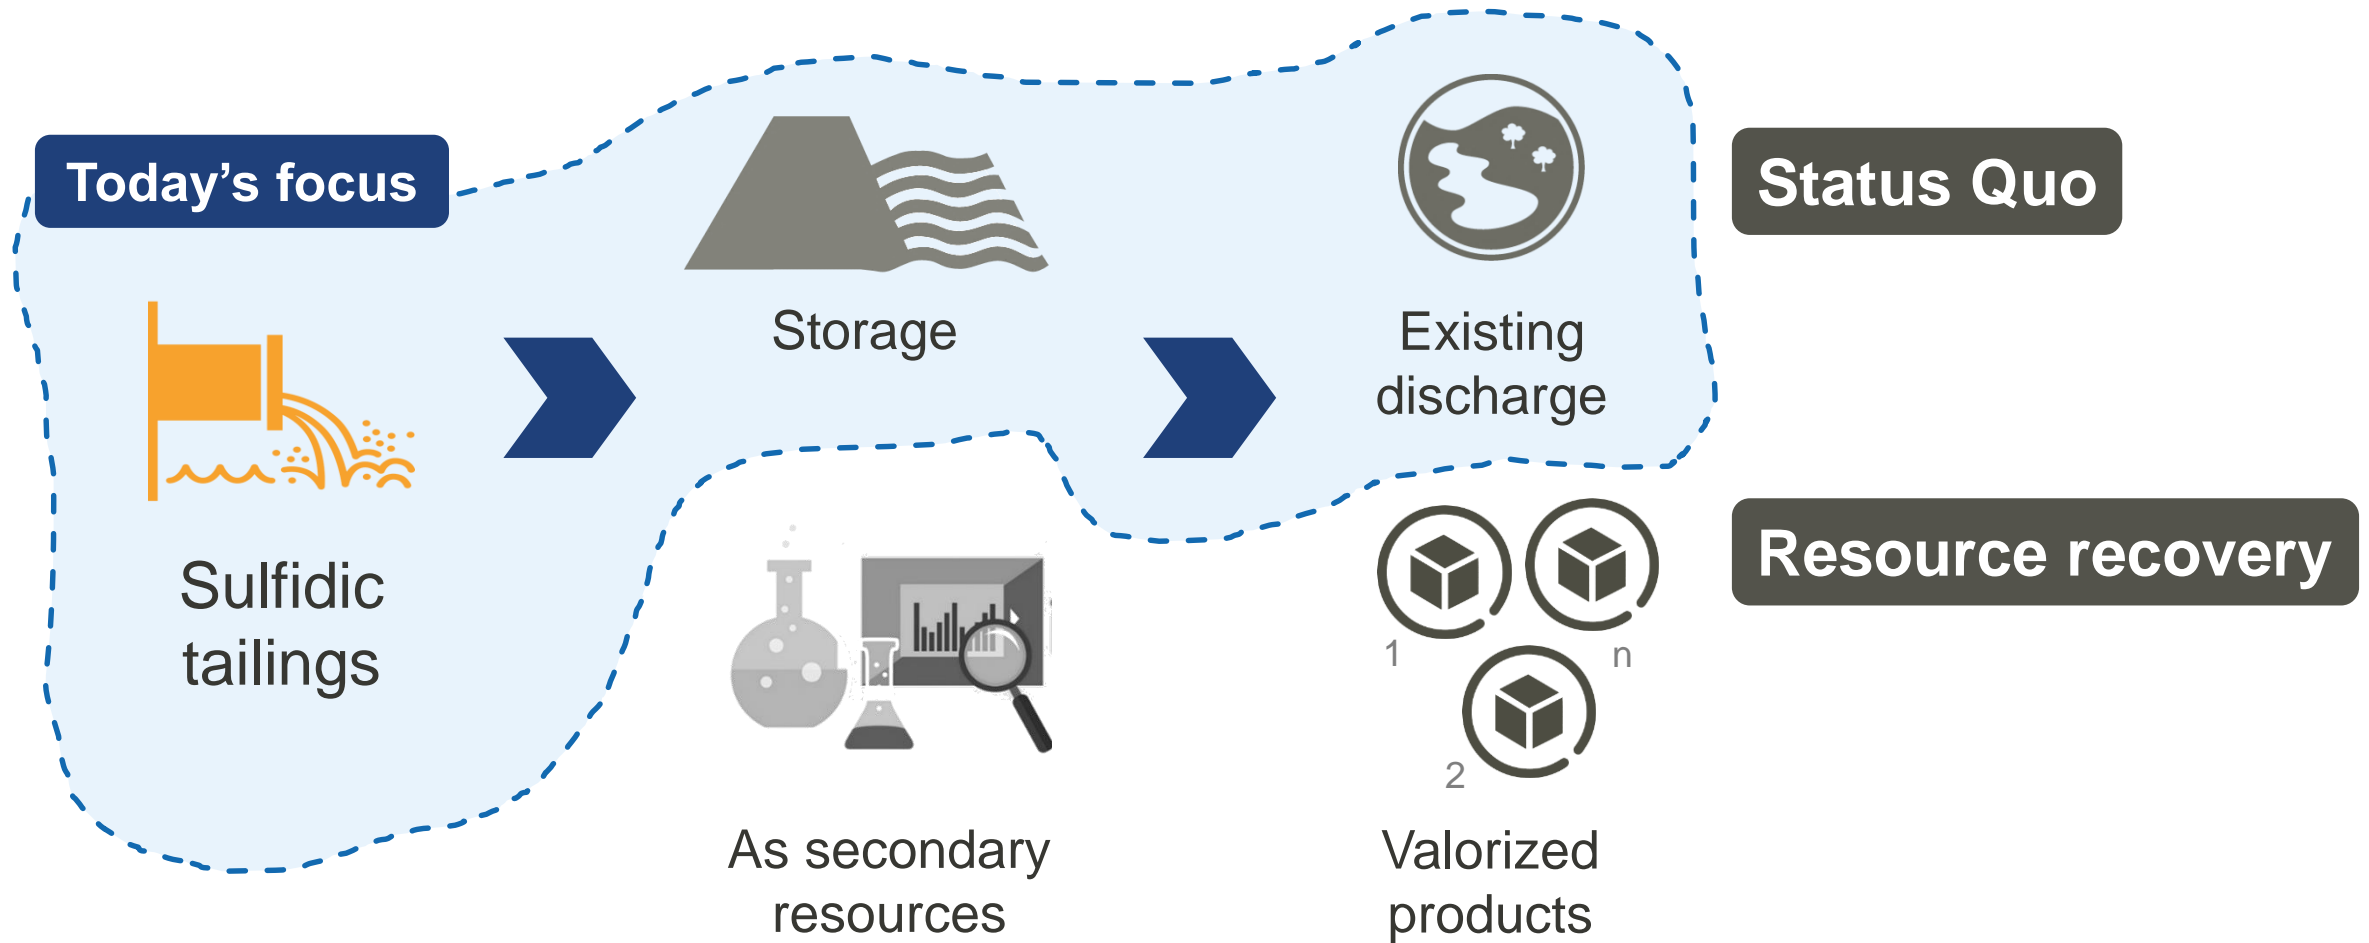 Today’s focus
Status Quo
Storage
Existing
discharge
Sulfidic
tailings
Resource recovery
1
n
2
As secondary
resources
Valorized
products